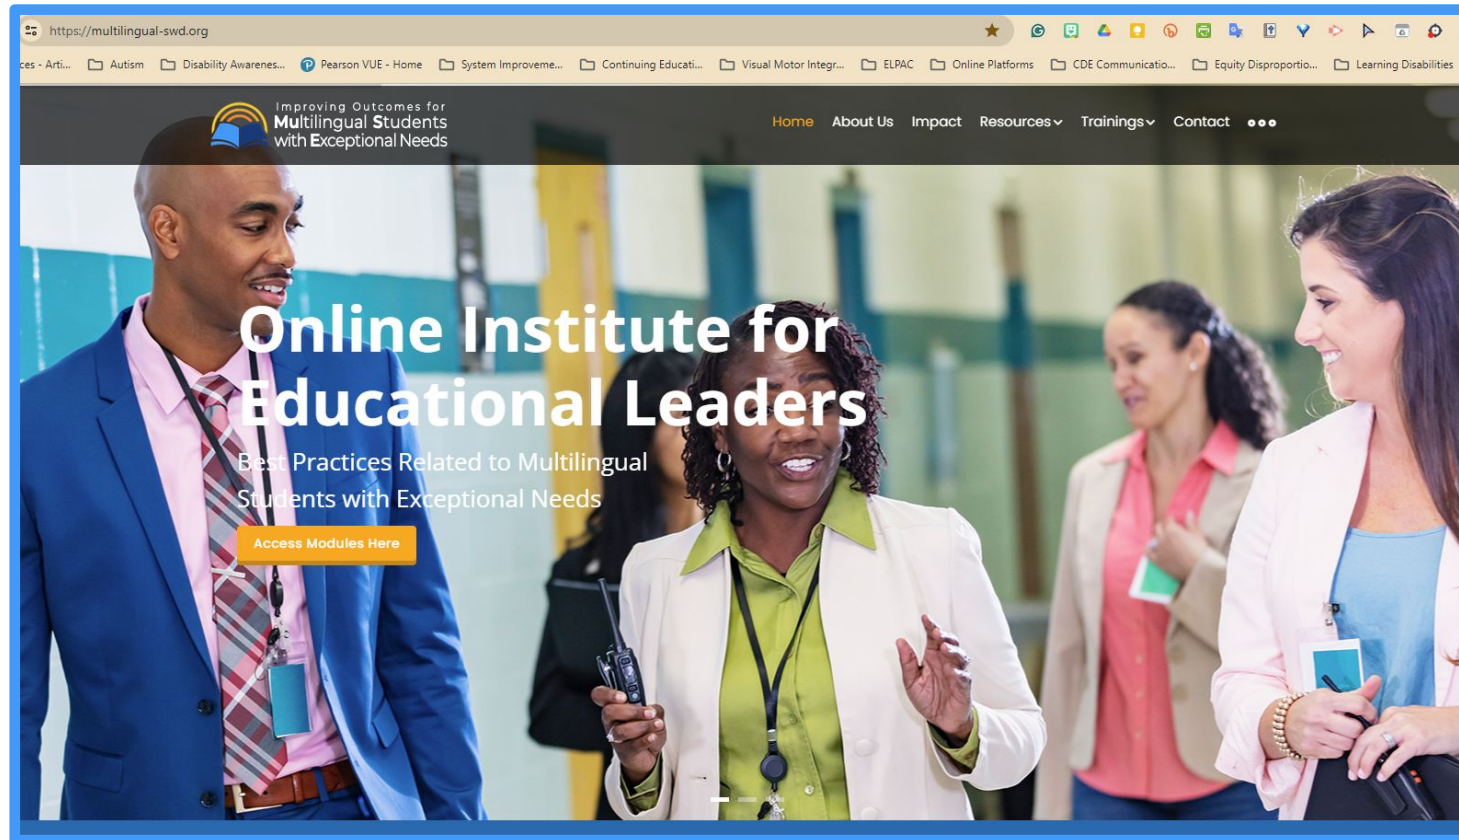 https://multilingual-swd.org
ces - Arti... Autism Disability Awarenes... Pearson VUE - Home System Improveme... Continuing Educati... Visual Motor Integr... ELPAC Online Platforms CDE Communicatio... Equity Disproportio... Learning Disabilities
Improving Outcomes for
Multilingual Students
with Exceptional Needs
Home About Us Impact Resources Trainings Contact
Online Institute for
Educational Leaders
Best Practices Related to Multilingual
Students with Exceptional Needs
Access Modules Here